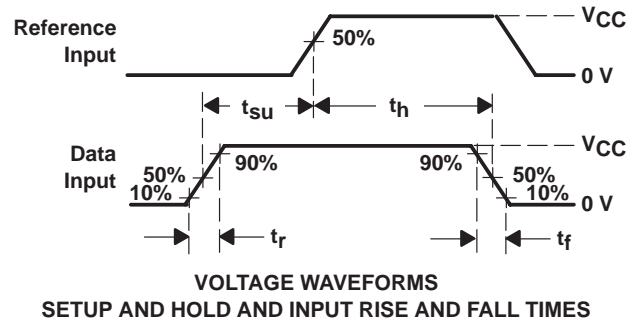 Reference
Input
50%
VCC
0 V
tsu
th
Data
Input
50%
10%
90%
90%
VCC
50%
10%
0 V
tr
tf
VOLTAGE WAVEFORMS
SETUP AND HOLD AND INPUT RISE AND FALL TIMES